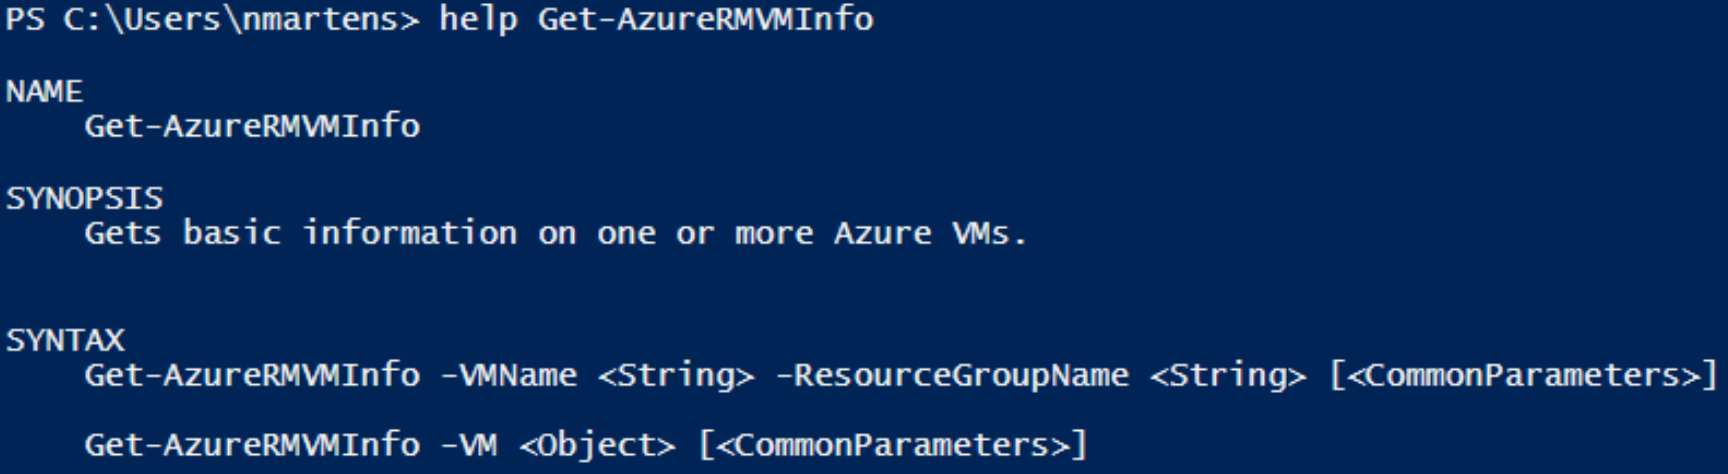 PS C:\Users\nmartens> help Get-AzureRMVMInfo
NAME
Get-AzureRMVMInfo
SYNOPSIS
Gets basic information on one or more Azure VMs.
SYNTAX
Get-AzureRMVMInfo -VMName <String> -ResourceGroupName <String> [<CommonParameters>]
Get-AzureRMVMInfo -VM <Object> [<CommonParameters>]